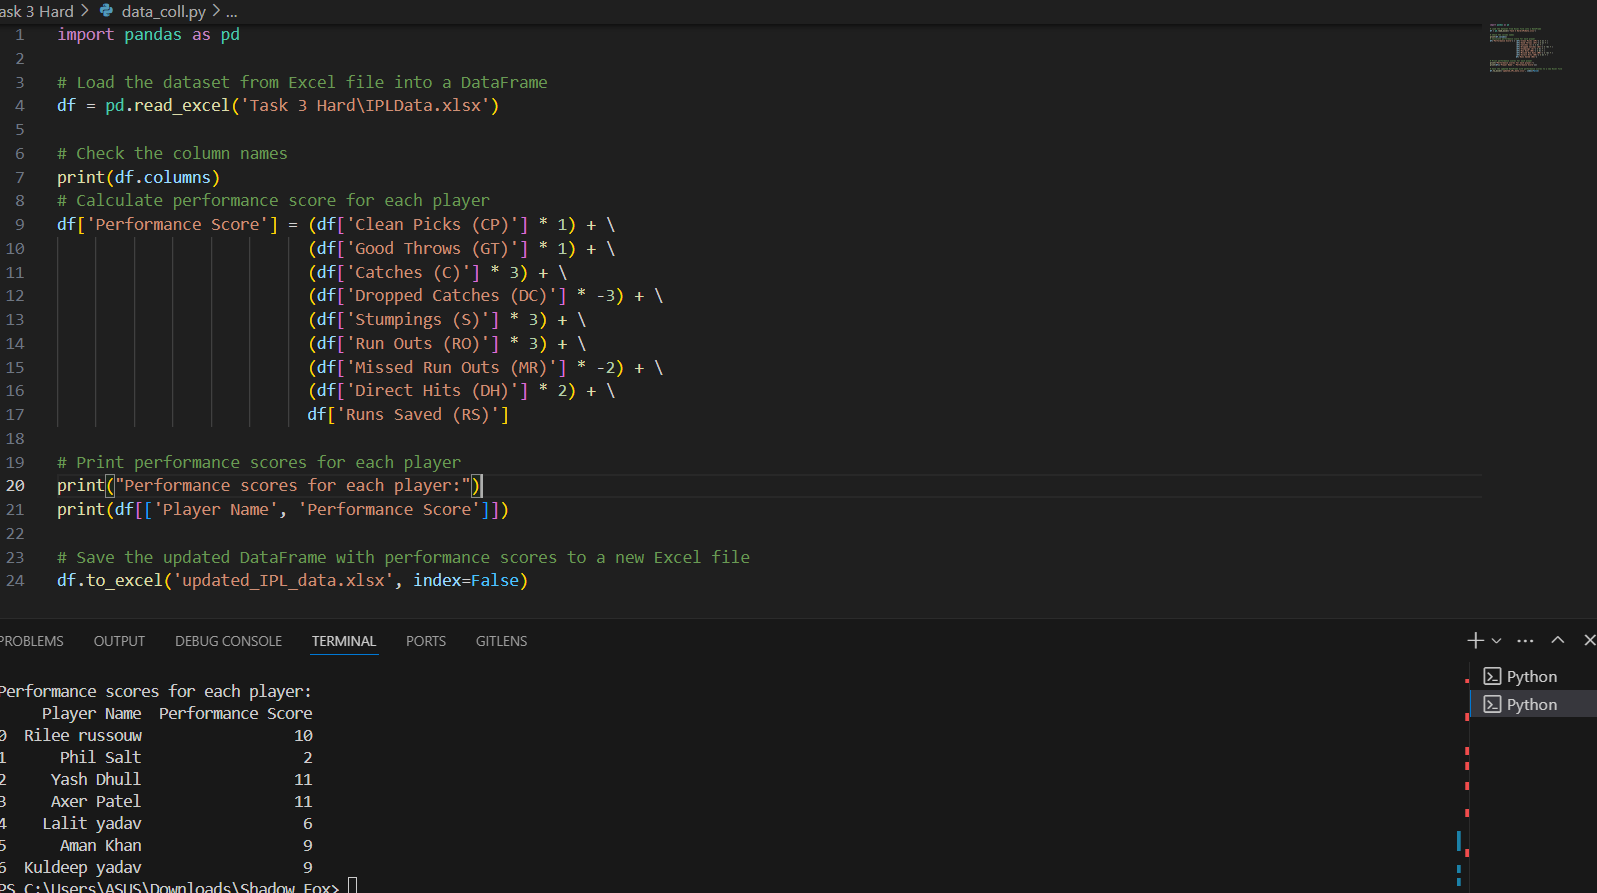 ask 3 Hard > data_coll.py > ...
1 import pandas as pd
2
3 # Load the dataset from Excel file into a DataFrame
4 df = pd.read_excel('Task 3 Hard\IPLData.xlsx')
5
6 # Check the column names
7 print(df.columns)
8 # Calculate performance score for each player
9 df['Performance Score'] = (df['Clean Picks (CP)'] * 1) + \
10 (df['Good Throws (GT)'] * 1) + \
11 (df['Catches (C)'] * 3) + \
12 (df['Dropped Catches (DC)'] * -3) + \
13 (df['Stumpings (S)'] * 3) + \
14 (df['Run Outs (RO)'] * 3) + \
15 (df['Missed Run Outs (MR)'] * -2) + \
16 (df['Direct Hits (DH)'] * 2) + \
17 df['Runs Saved (RS)']
18
19 # Print performance scores for each player
20 print("Performance scores for each player:")
21 print(df[['Player Name', 'Performance Score']])
22
23 # Save the updated DataFrame with performance scores to a new Excel file
24 df.to_excel('updated_IPL_data.xlsx', index=False)
PROBLEMS OUTPUT DEBUG CONSOLE TERMINAL PORTS GITLENS
Python
Python
Performance scores for each player:
Player Name Performance Score
0 Rilee russouw 10
1 Phil Salt 2
2 Yash Dhull 11
3 Axer Patel 11
4 Lalit yadav 6
5 Aman Khan 9
6 Kuldeep yadav 9
PS C:\Users\ASUS\Downloads\Shadow Fox>